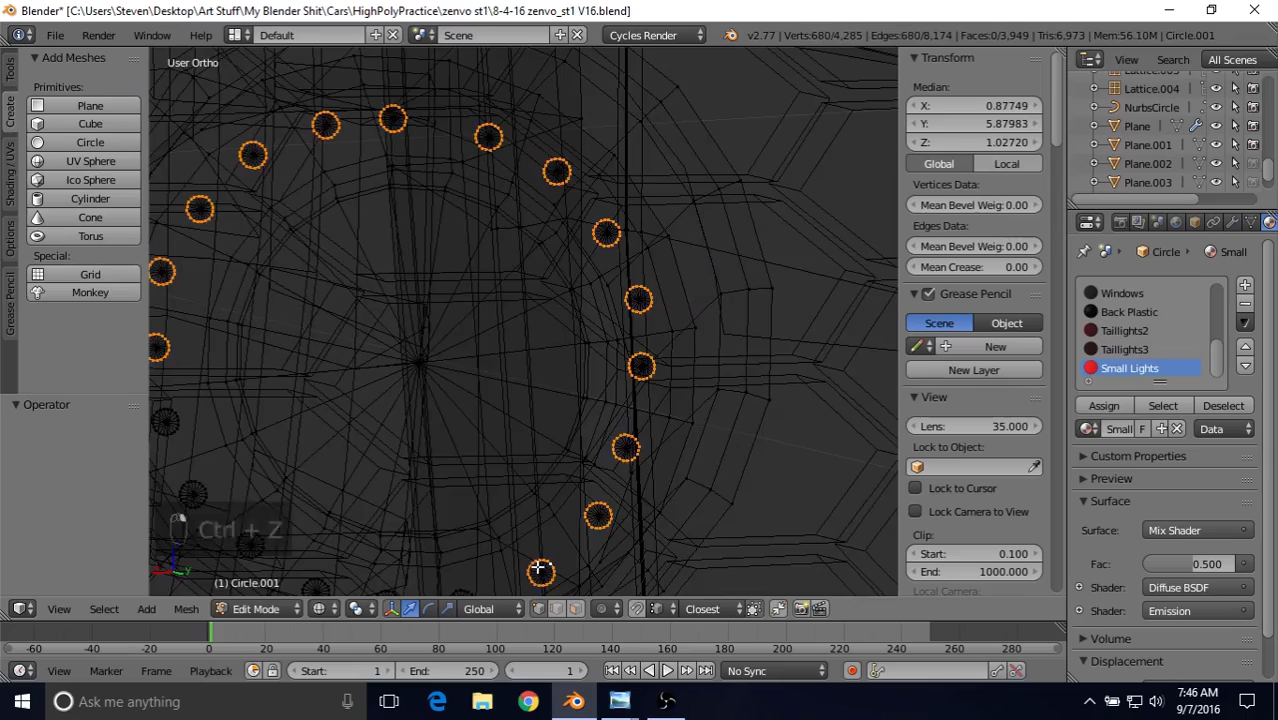 Blender* [C:\Users\Steven\Desktop\Art Stuff\My Blender Shit\Cars\HighPolyPractice\zenvo st1\8-4-16 zenvo_st1 V16.blend]
File Render Window Help Default Scene Cycles Render v2.77 | Verts:680/4,285 | Edges:680/8,174 | Faces:0/3,949 | Tris:6,973 | Mem:56.10M | Circle.001
Add Meshes
Primitives:
Plane
Cube
Circle
UV Sphere
Ico Sphere
Cylinder
Cone
Torus
Special:
Grid
Monkey
Operator
Tools
Create
Shading / UVs
Options
Grease Pencil
User Ortho
Ctrl + Z
(1) Circle.001
Transform
Median:
X: 0.87749
Y: 5.87983
Z: 1.02720
Global Local
Vertices Data:
Mean Bevel Weig: 0.00
Edges Data:
Mean Bevel Weig: 0.00
Mean Crease: 0.00
Grease Pencil
Scene Object
New
New Layer
View
Lens: 35.000
Lock to Object:
Lock to Cursor
Lock Camera to View
Clip:
Start: 0.100
End: 1000.000
Local Camera:
View Search All Scenes
Lattice.004
NurbsCircle
Plane
Plane.001
Plane.002
Plane.003
Circle Small
Windows
Back Plastic
Taillights2
Taillights3
Small Lights
Assign Select Deselect
Small F Data
Custom Properties
Preview
Surface
Surface: Mix Shader
Fac: 0.500
Shader: Diffuse BSDF
Shader: Emission
Volume
Displacement
View Select Add Mesh Edit Mode Global Closest
-60 -40 -20 0 20 40 60 80 100 120 140 160 180 200 220 240 260 280
View Marker Frame Playback Start: 1 End: 250 1 No Sync
Ask me anything
7:46 AM
9/7/2016